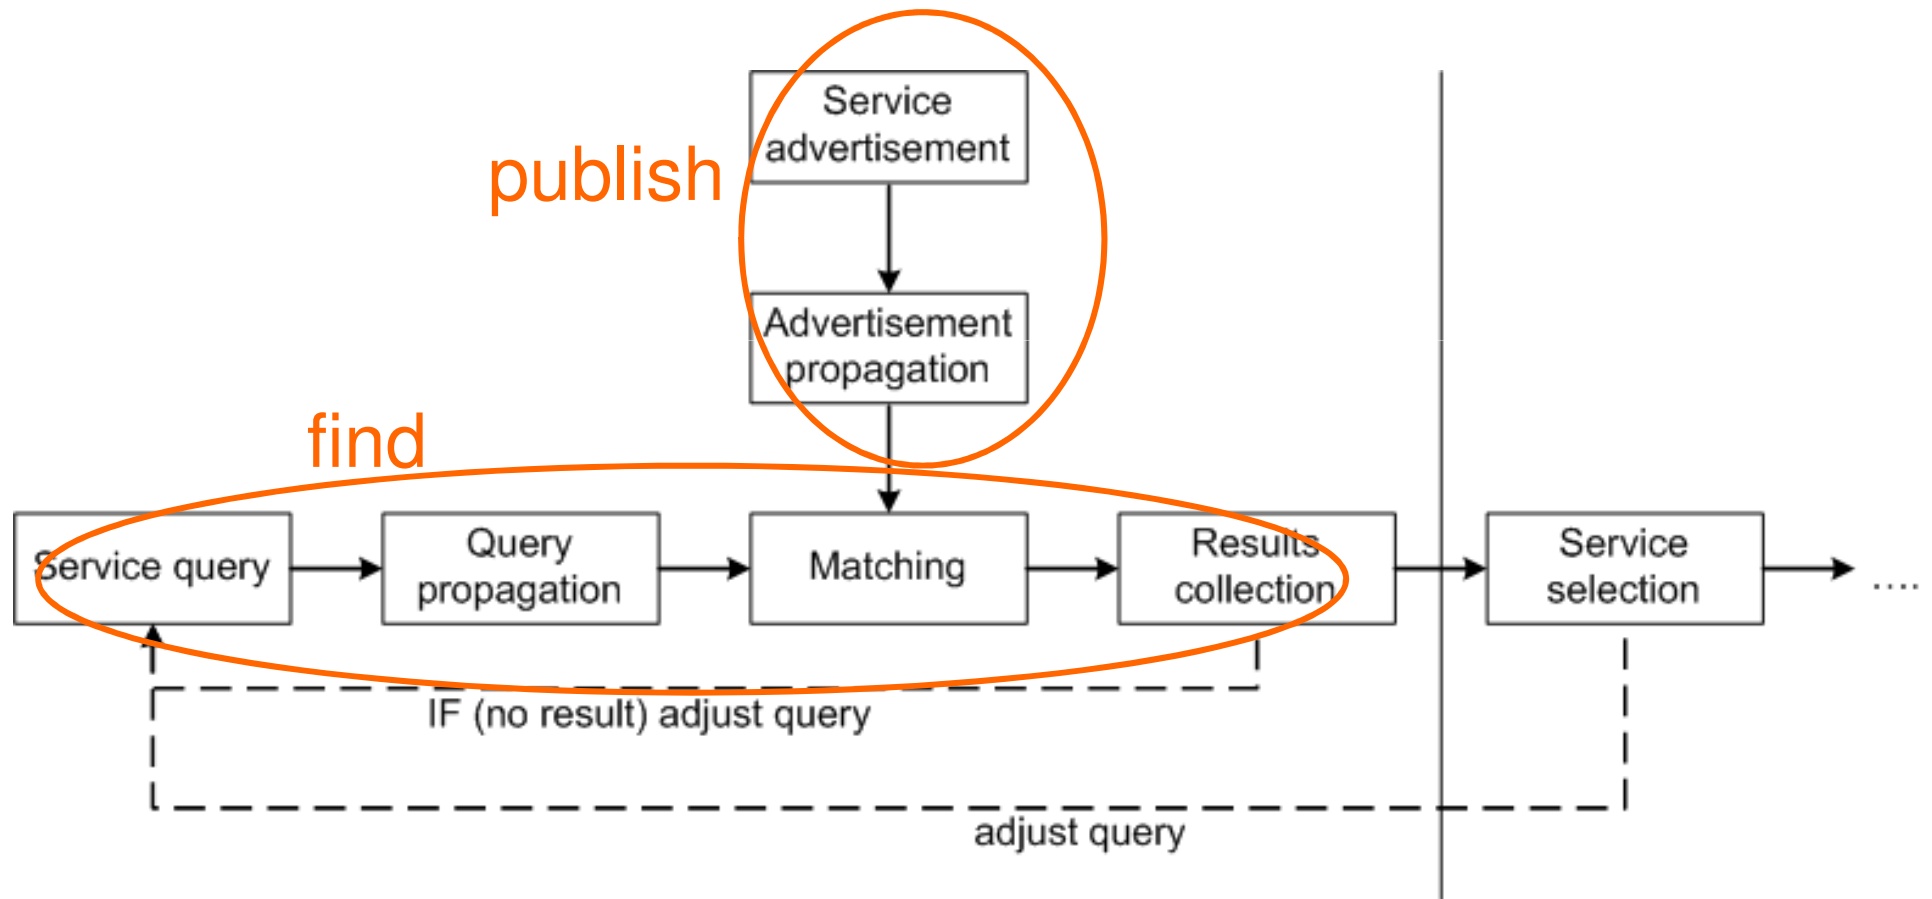 Service
advertisement
publish
Advertisement
propagation
find
Service query
Query
propagation
Matching
Results
collection
Service
selection
....
IF (no result) adjust query
adjust query